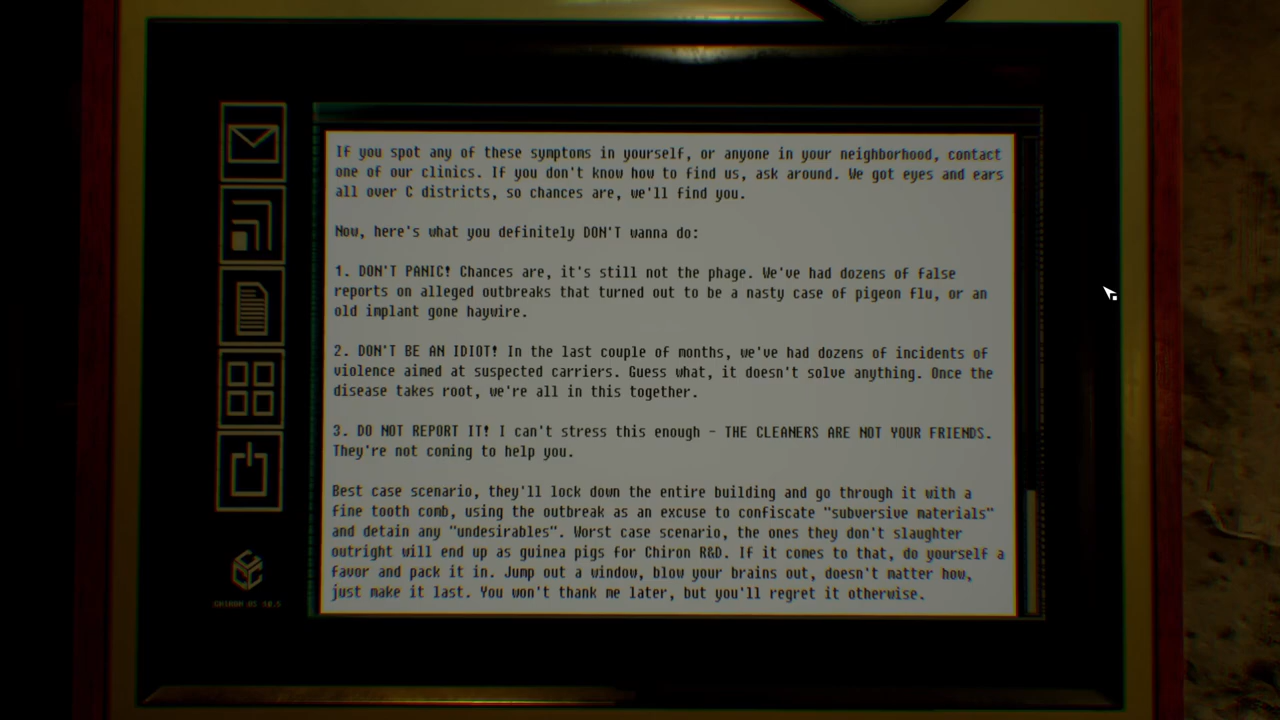 If you spot any of these symptoms in yourself, or anyone in your neighborhood, contact
one of our clinics. If you don't know how to find us, ask around. We got eyes and ears
all over C districts, so chances are, we'll find you.
Now, here's what you definitely DON'T wanna do:
1. DON'T PANIC! Chances are, it's still not the phage. We've had dozens of false
reports on alleged outbreaks that turned out to be a nasty case of pigeon flu, or an
old implant gone haywire.
2. DON'T BE AN IDIOT! In the last couple of months, we've had dozens of incidents of
violence aimed at suspected carriers. Guess what, it doesn't solve anything. Once the
disease takes root, we're all in this together.
3. DO NOT REPORT IT! I can't stress this enough - THE CLEANERS ARE NOT YOUR FRIENDS.
They're not coming to help you.
Best case scenario, they'll lock down the entire building and go through it with a
fine tooth comb, using the outbreak as an excuse to confiscate "subversive materials"
and detain any "undesirables". Worst case scenario, the ones they don't slaughter
outright will end up as guinea pigs for Chiron R&D. If it comes to that, do yourself a
favor and pack it in. Jump out a window, blow your brains out, doesn't matter how,
just make it last. You won't thank me later, but you'll regret it otherwise.
CHIRON OS